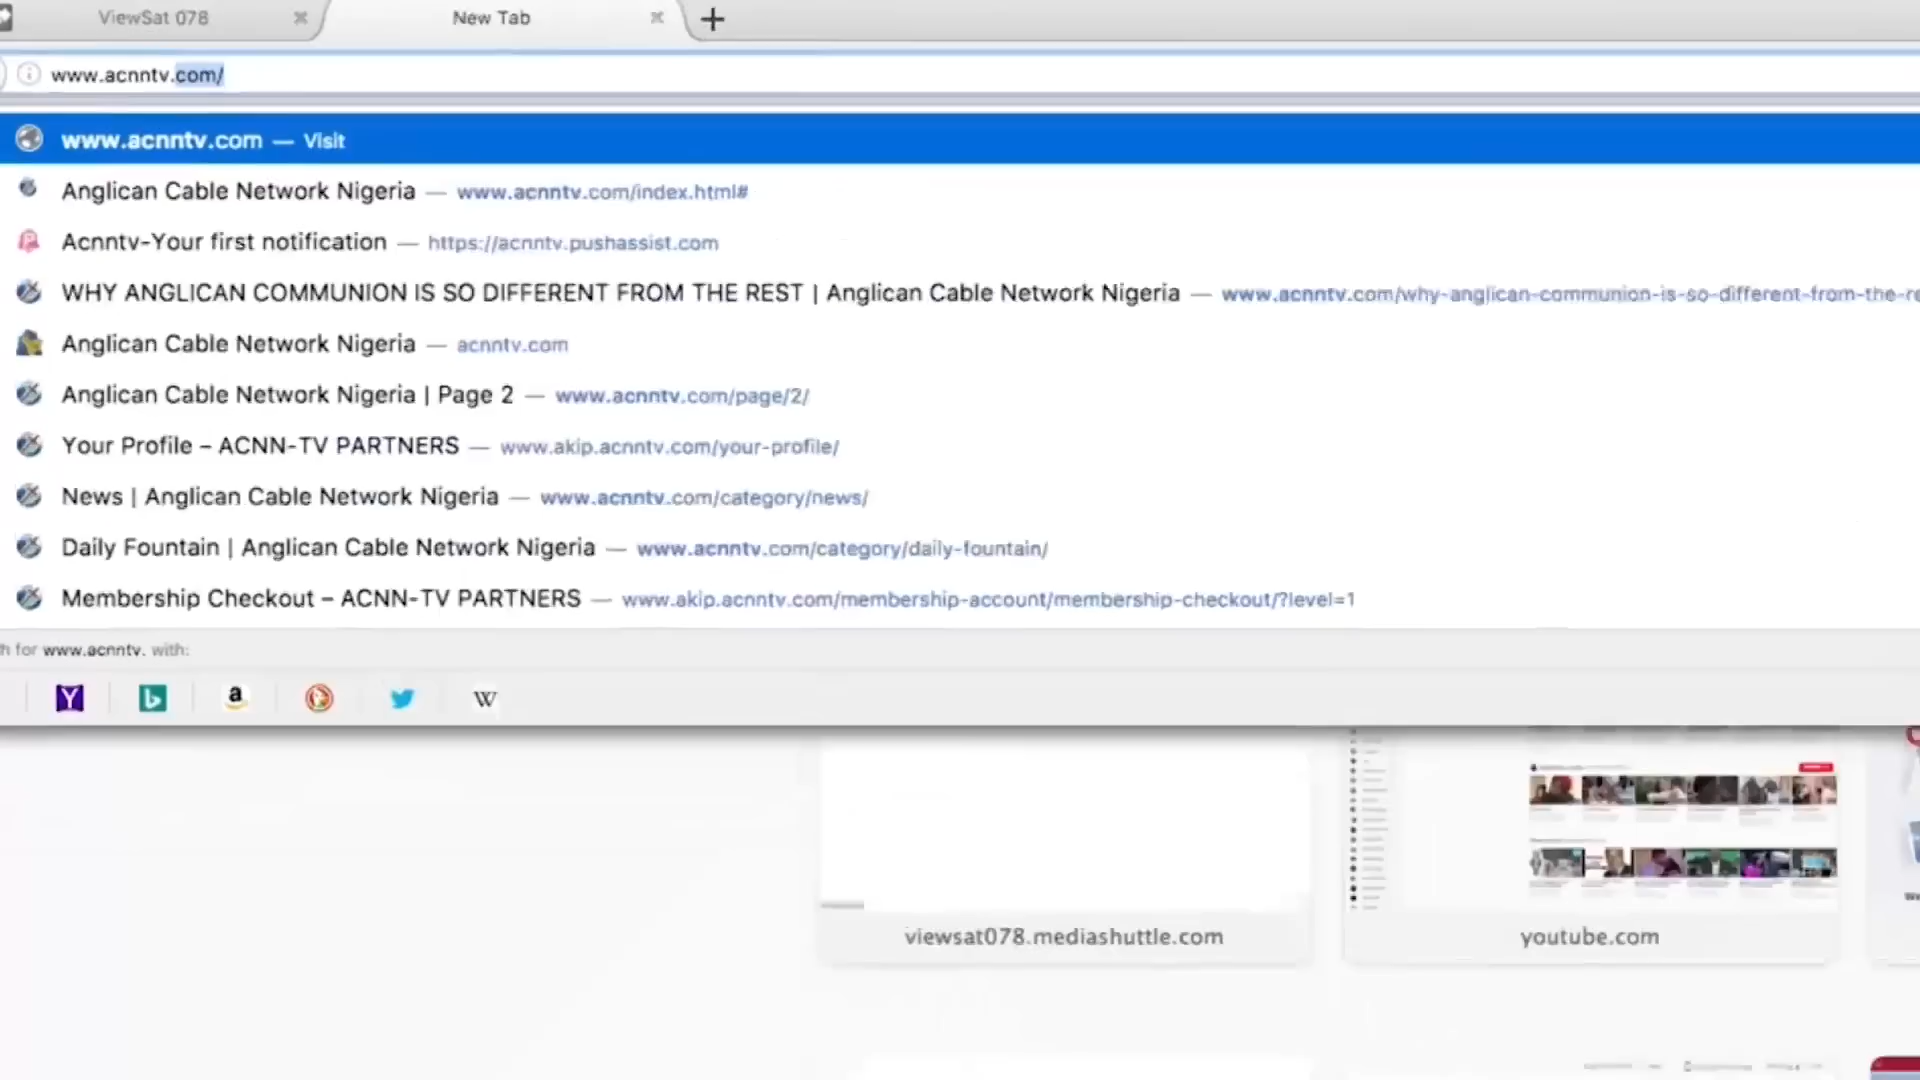 ViewSat 078
New Tab
www.acnntv.com/
www.acnntv.com — Visit
Anglican Cable Network Nigeria — www.acnntv.com/index.html#
Acnntv-Your first notification — https://acnntv.pushassist.com
WHY ANGLICAN COMMUNION IS SO DIFFERENT FROM THE REST | Anglican Cable Network Nigeria — www.acnntv.com/why-anglican-communion-is-so-different-from-the-re
Anglican Cable Network Nigeria — acnntv.com
Anglican Cable Network Nigeria | Page 2 — www.acnntv.com/page/2/
Your Profile – ACNN-TV PARTNERS — www.akip.acnntv.com/your-profile/
News | Anglican Cable Network Nigeria — www.acnntv.com/category/news/
Daily Fountain | Anglican Cable Network Nigeria — www.acnntv.com/category/daily-fountain/
Membership Checkout – ACNN-TV PARTNERS — www.akip.acnntv.com/membership-account/membership-checkout/?level=1
h for www.acnntv. with:
viewsat078.mediashuttle.com
youtube.com